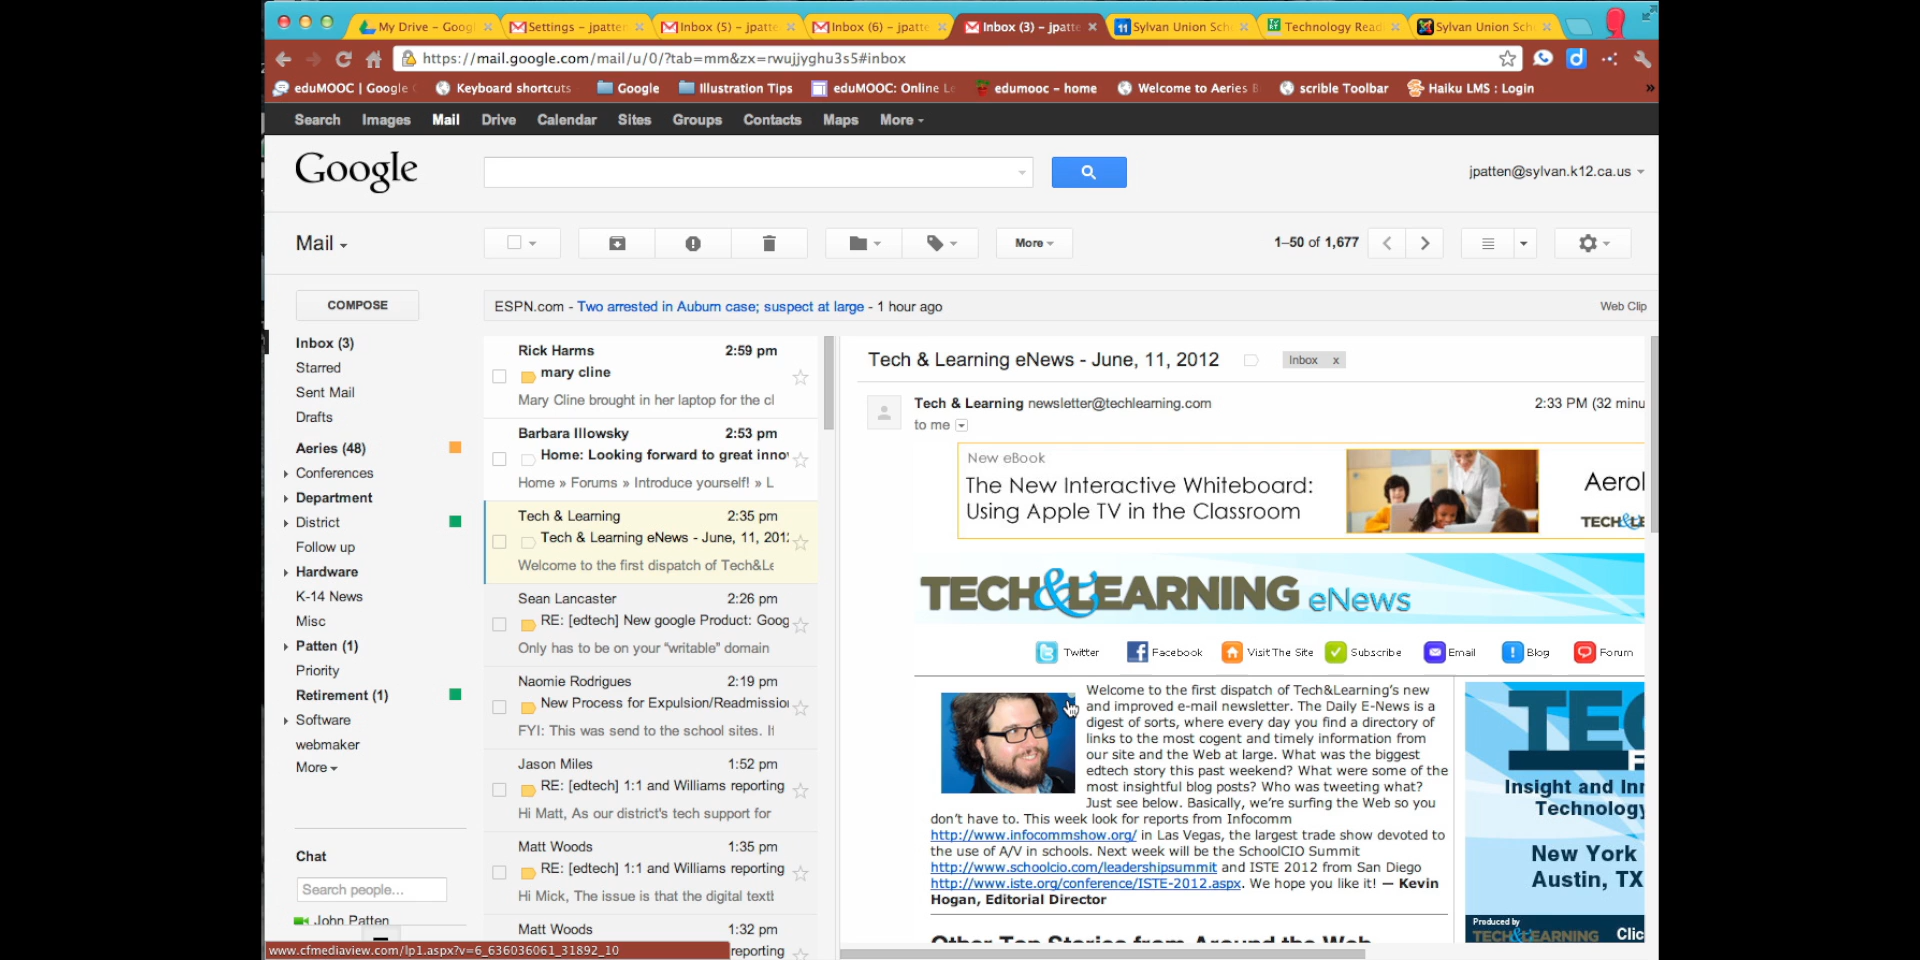 My Drive - Googl
Settings - jpatten
Inbox (5) - jpatte
Inbox (6) - jpatte
Inbox (3) - jpatte
11 Sylvan Union Sch
Technology Read
Sylvan Union Sch
https://mail.google.com/mail/u/0/?tab=mm&zx=rwujjyghu3s5#inbox
eduMOOC | Google
Keyboard shortcuts
Google
Illustration Tips
eduMOOC: Online Le
edumooc - home
Welcome to Aeries B
scrible Toolbar
Haiku LMS : Login
Search Images Mail Drive Calendar Sites Groups Contacts Maps More
Google
jpatten@sylvan.k12.ca.us
Mail
More
1–50 of 1,677
COMPOSE
ESPN.com - Two arrested in Auburn case; suspect at large - 1 hour ago
Web Clip
Inbox (3)
Starred
Sent Mail
Drafts
Aeries (48)
Conferences
Department
District
Follow up
Hardware
K-14 News
Misc
Patten (1)
Priority
Retirement (1)
Software
webmaker
More
Chat
Search people...
John Patten
www.cfmediaview.com/lp1.aspx?v=6_636036061_31892_10
Rick Harms 2:59 pm
mary cline
Mary Cline brought in her laptop for the cl
Barbara Illowsky 2:53 pm
Home: Looking forward to great inno
Home » Forums » Introduce yourself! » L
Tech & Learning 2:35 pm
Tech & Learning eNews - June, 11, 2012
Welcome to the first dispatch of Tech&Le
Sean Lancaster 2:26 pm
RE: [edtech] New google Product: Goog
Only has to be on your "writable" domain
Naomie Rodrigues 2:19 pm
New Process for Expulsion/Readmissio
FYI: This was send to the school sites. If
Jason Miles 1:52 pm
RE: [edtech] 1:1 and Williams reporting
Hi Matt, As our district's tech support for
Matt Woods 1:35 pm
RE: [edtech] 1:1 and Williams reporting
Hi Mick, The issue is that the digital textb
Matt Woods 1:32 pm
reporting
Tech & Learning eNews - June, 11, 2012
Inbox x
Tech & Learning newsletter@techlearning.com
2:33 PM (32 minu
to me
New eBook
The New Interactive Whiteboard:
Using Apple TV in the Classroom
Aerol
TECH&LE
TECH&LEARNING eNews
Twitter
Facebook
Visit The Site
Subscribe
Email
Blog
Forum
Welcome to the first dispatch of Tech&Learning's new
and improved e-mail newsletter. The Daily E-News is a
digest of sorts, where every day you find a directory of
links to the most cogent and timely information from
our site and the Web at large. What was the biggest
edtech story this past weekend? What were some of the
most insightful blog posts? Who was tweeting what?
Just see below. Basically, we're surfing the Web so you
don't have to. This week look for reports from Infocomm
http://www.infocommshow.org/ in Las Vegas, the largest trade show devoted to
the use of A/V in schools. Next week will be the SchoolCIO Summit
http://www.schoolcio.com/leadershipsummit and ISTE 2012 from San Diego
http://www.iste.org/conference/ISTE-2012.aspx. We hope you like it! — Kevin
Hogan, Editorial Director
Other Top Stories from Around the Web
TEC
Insight and Inn
Technology
New York
Austin, TX
Produced by
TECH&LEARNING
Clic